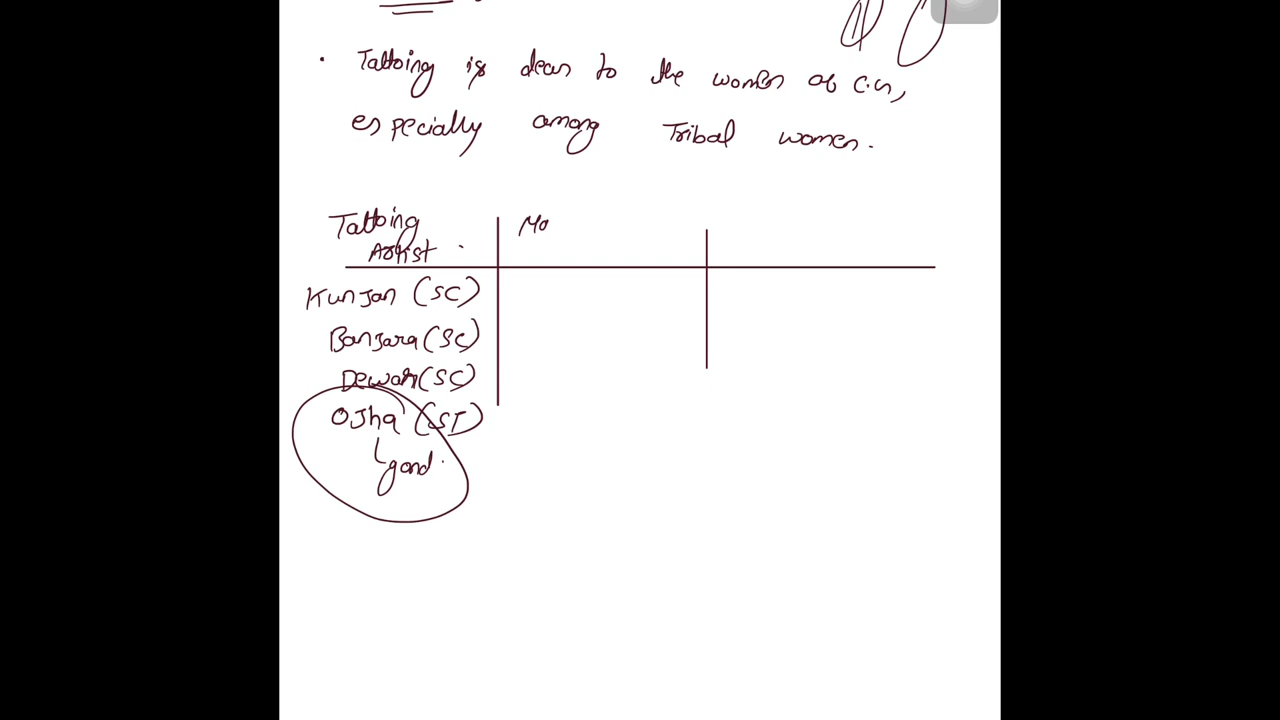 • Tattoing is dear to the women of C.G,
especially among Tribal women.
Tattoing Mo
Artist.
Kunjan (SC)
Banjara (SC)
Dewar (SC)
OJha (ST)
gond.